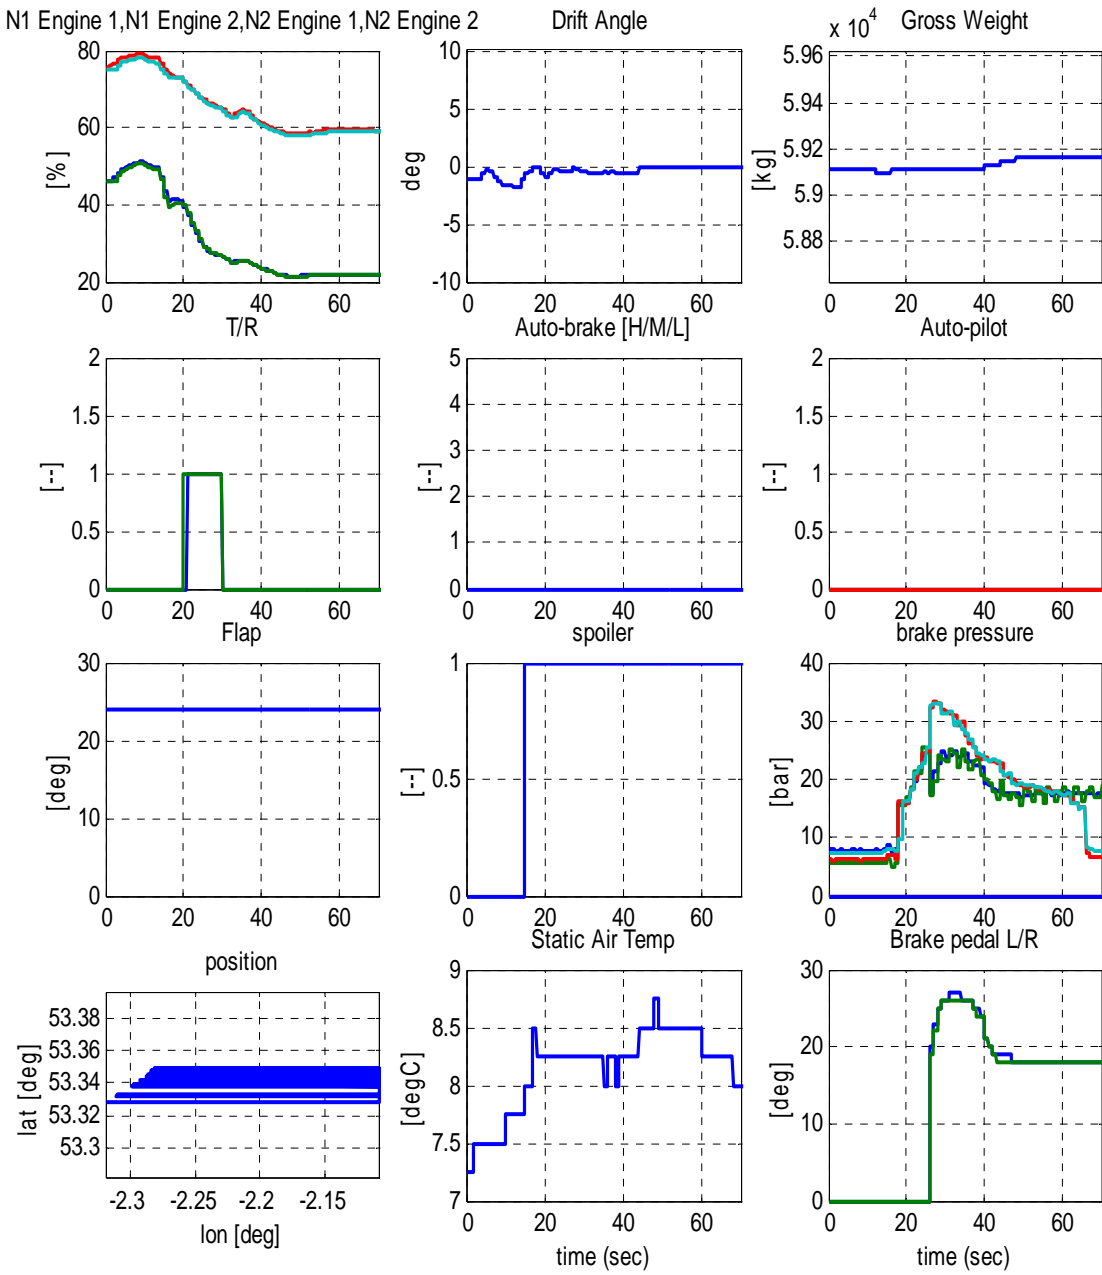 N1 Engine 1,N1 Engine 2,N2 Engine 1,N2 Engine 2
Drift Angle
Gross Weight
x 10^4
80
60
40
20
[%]
0 20 40 60
10
5
0
-5
-10
deg
0 20 40 60
5.96
5.94
5.92
5.9
5.88
[kg]
0 20 40 60
T/R
Auto-brake [H/M/L]
Auto-pilot
2
1.5
1
0.5
0
[--]
0 20 40 60
5
4
3
2
1
0
[--]
0 20 40 60
2
1.5
1
0.5
0
[--]
0 20 40 60
Flap
spoiler
brake pressure
30
20
10
0
[deg]
0 20 40 60
1
0.5
0
[--]
0 20 40 60
40
30
20
10
0
[bar]
0 20 40 60
position
Static Air Temp
Brake pedal L/R
53.38
53.36
53.34
53.32
53.3
lat [deg]
-2.3 -2.25 -2.2 -2.15
lon [deg]
9
8.5
8
7.5
7
[degC]
0 20 40 60
time (sec)
30
20
10
0
[deg]
0 20 40 60
time (sec)